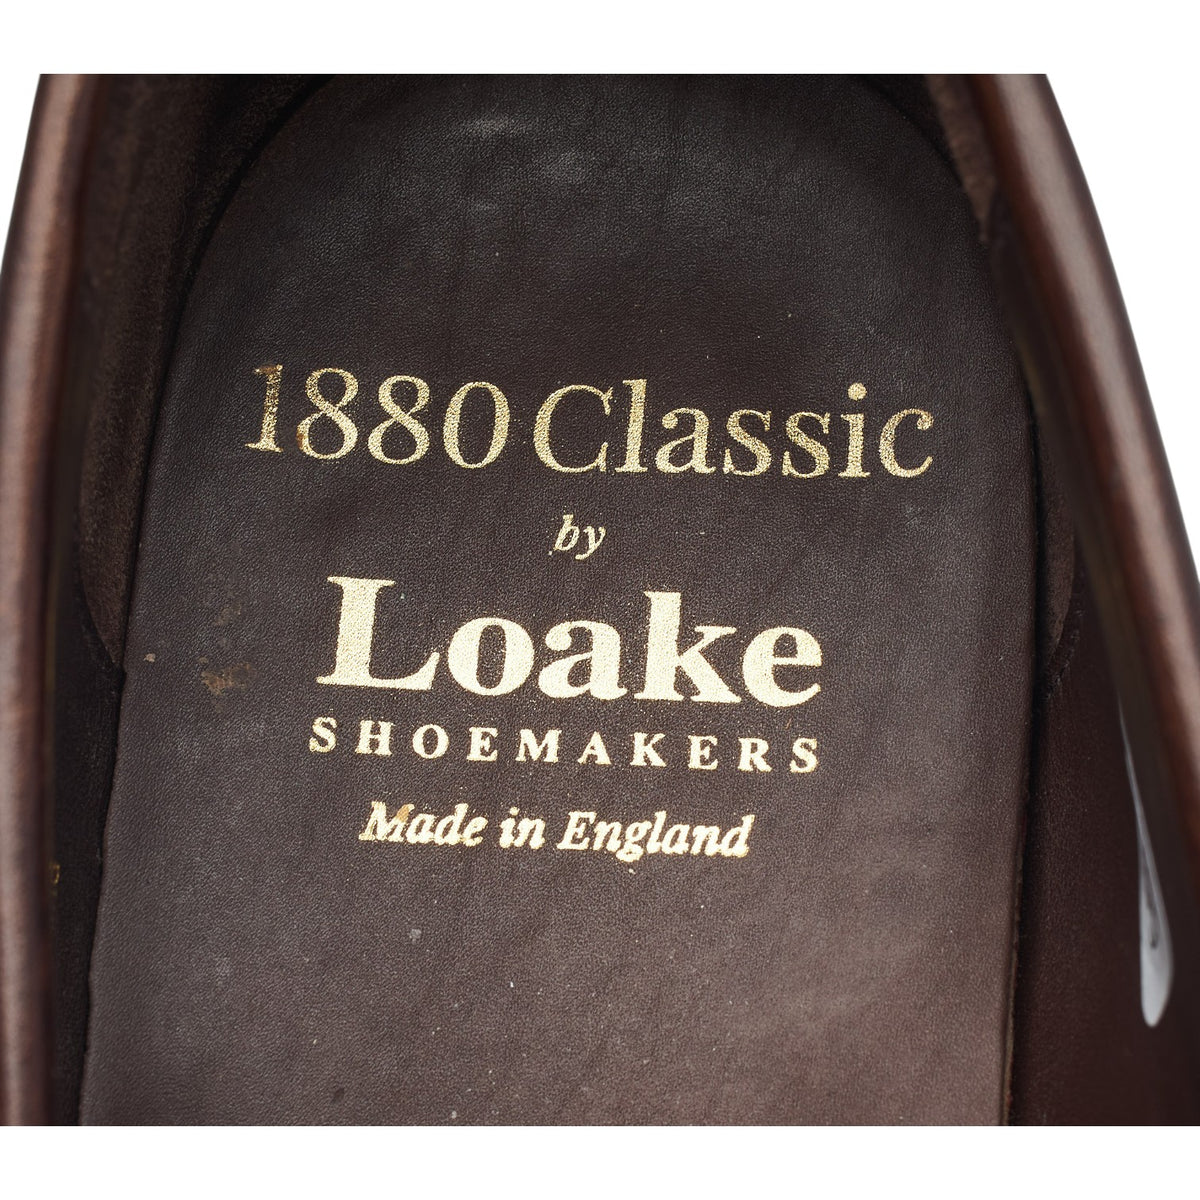 1880 Classic
by
Loake
SHOEMAKERS
Made in England